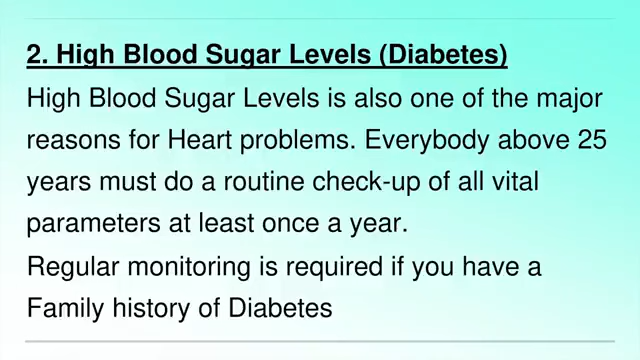 2. High Blood Sugar Levels (Diabetes)
High Blood Sugar Levels is also one of the major
reasons for Heart problems. Everybody above 25
years must do a routine check-up of all vital
parameters at least once a year.
Regular monitoring is required if you have a
Family history of Diabetes